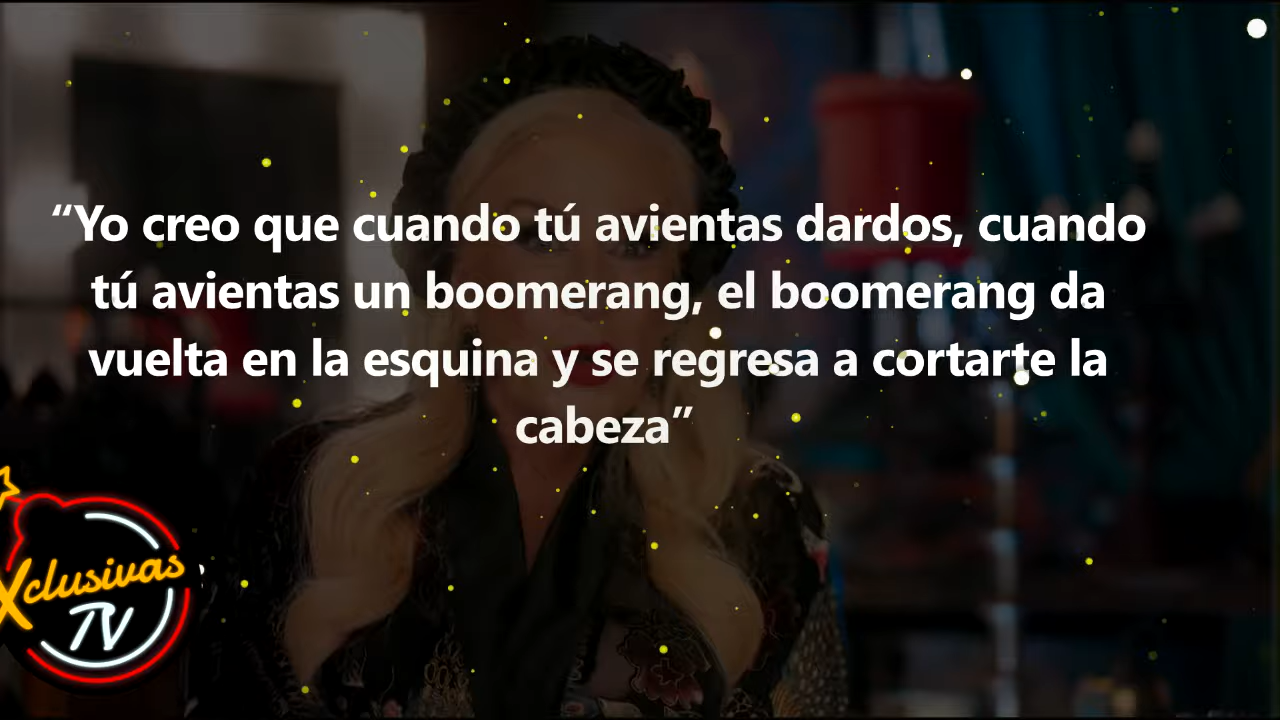 “Yo creo que cuando tú avientas dardos, cuando
tú avientas un boomerang, el boomerang da
vuelta en la esquina y se regresa a cortarte la
cabeza”
Xclusivas
TV